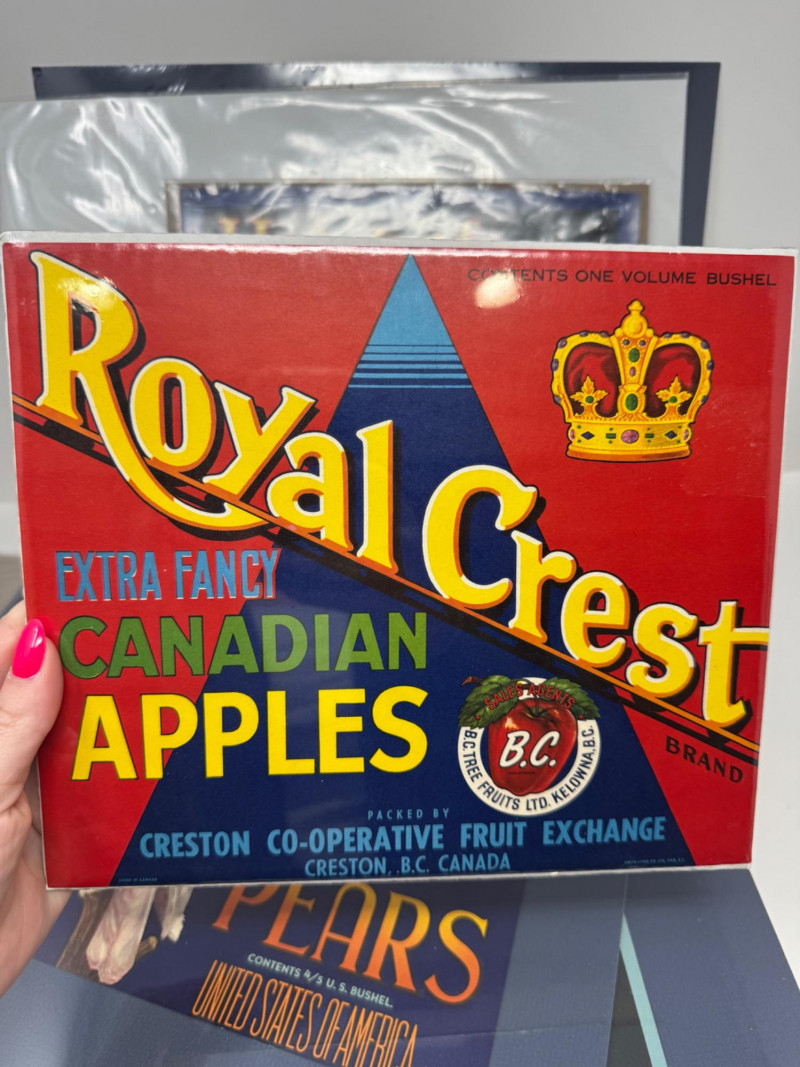 CONTENTS ONE VOLUME BUSHEL
Royal Crest
BRAND
EXTRA FANCY
CANADIAN
APPLES
SALES AGENTS
B.C.
B.C. TREE FRUITS LTD. KELOWNA, B.C.
PACKED BY
CRESTON CO-OPERATIVE FRUIT EXCHANGE
CRESTON, B.C. CANADA
PEARS
CONTENTS 4/5 U. S. BUSHEL.
UNITED STATES OF AMERICA